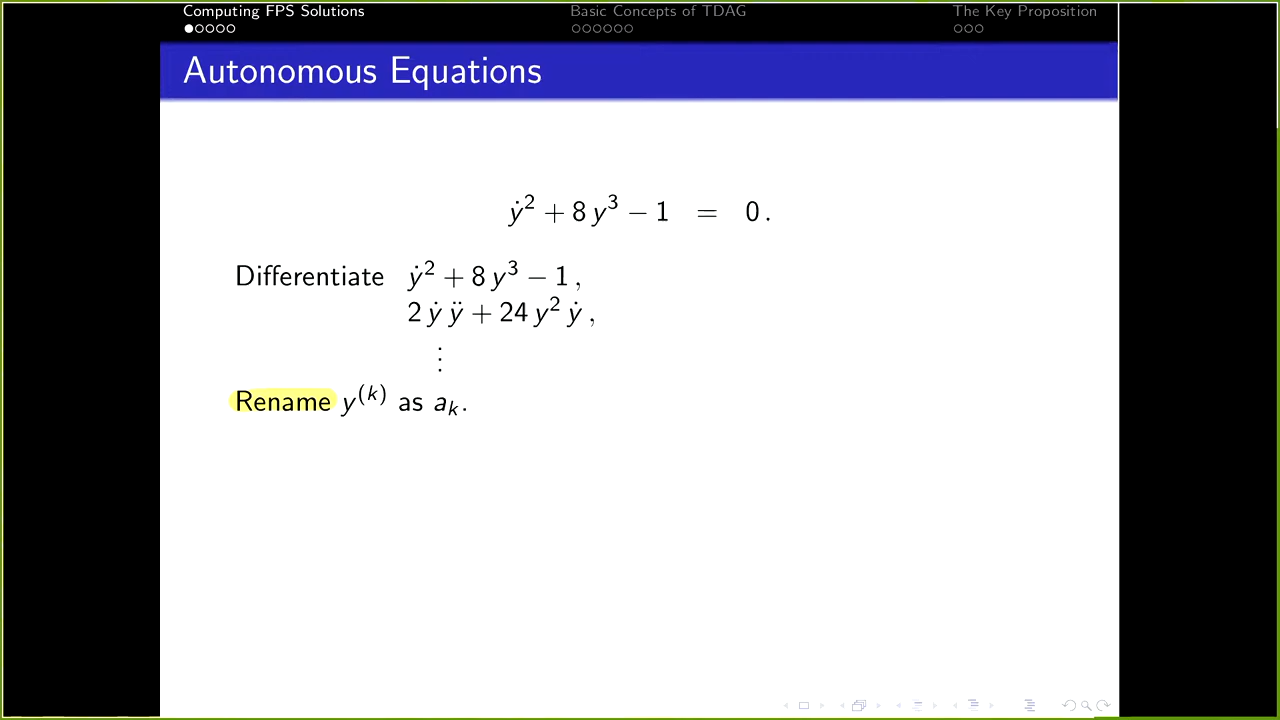 Computing FPS Solutions
Basic Concepts of TDAG
The Key Proposition
Autonomous Equations
ẏ² + 8 y³ − 1 = 0 .
Differentiate ẏ² + 8 y³ − 1 ,
2 ẏ ÿ + 24 y² ẏ ,
⋮
Rename y⁽ᵏ⁾ as aₖ.